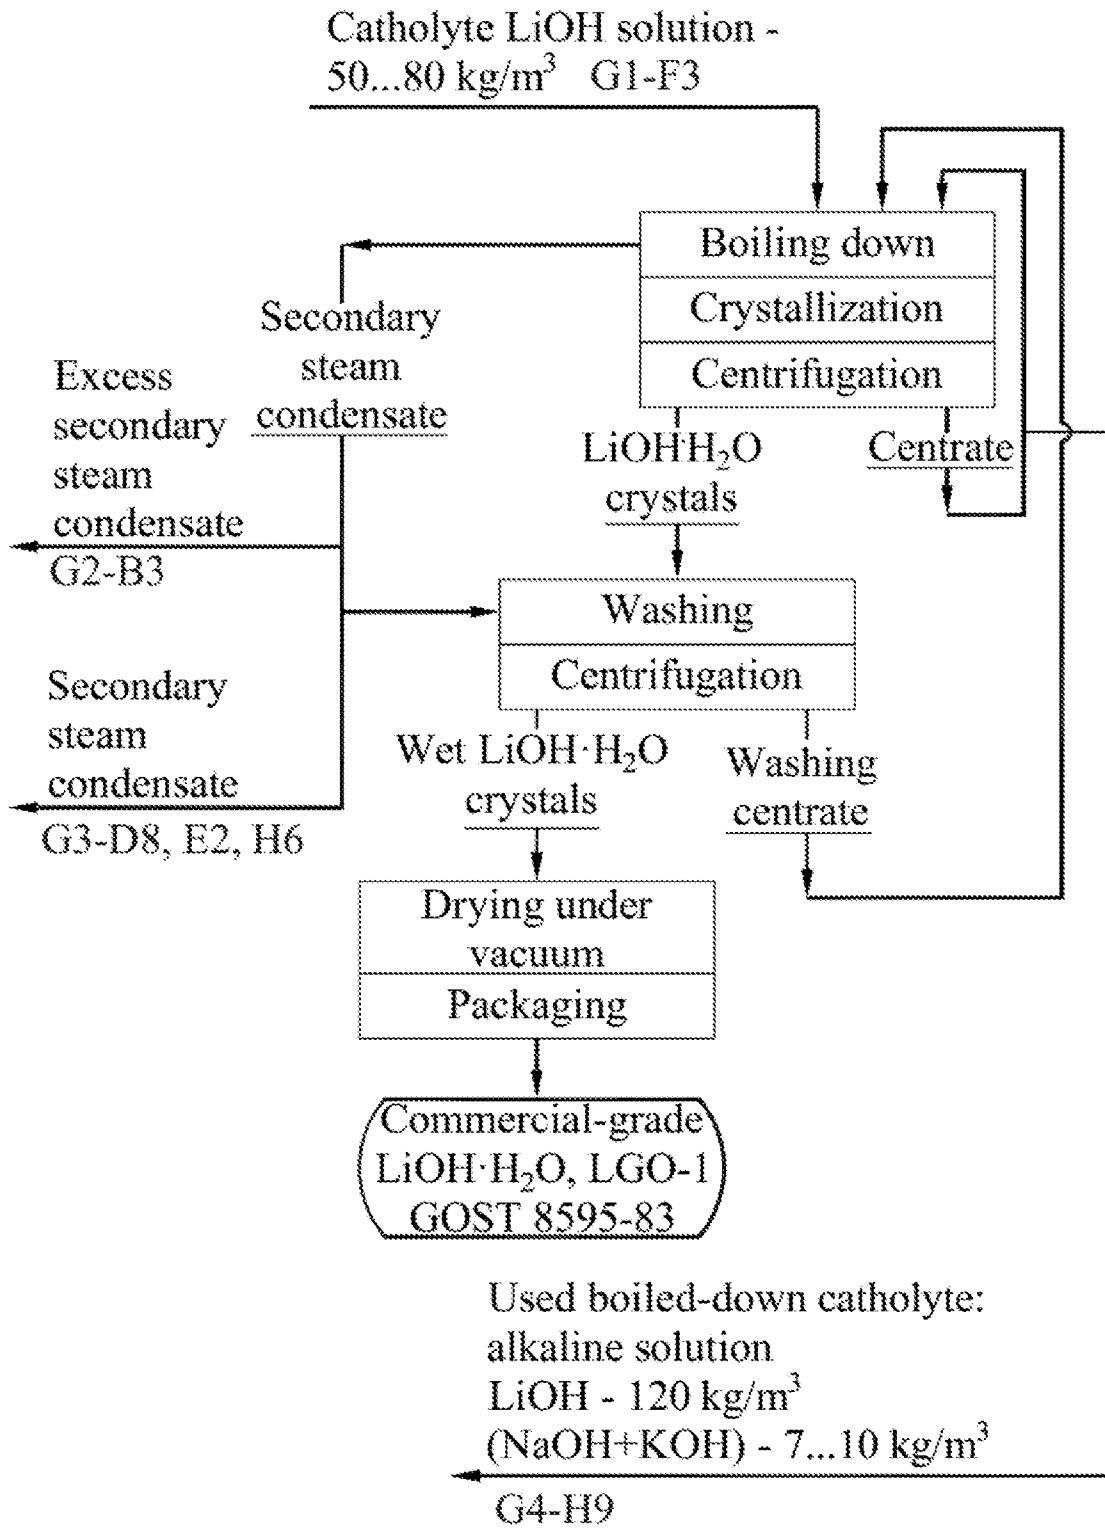 Catholyte LiOH solution -
50...80 kg/m³ G1-F3
Boiling down
Crystallization
Centrifugation
Secondary
steam
condensate
Excess
secondary
steam
condensate
G2-B3
LiOH·H₂O
crystals
Centrate
Washing
Centrifugation
Secondary
steam
condensate
G3-D8, E2, H6
Wet LiOH·H₂O
crystals
Washing
centrate
Drying under
vacuum
Packaging
Commercial-grade
LiOH·H₂O, LGO-1
GOST 8595-83
Used boiled-down catholyte:
alkaline solution
LiOH - 120 kg/m³
(NaOH+KOH) - 7...10 kg/m³
G4-H9